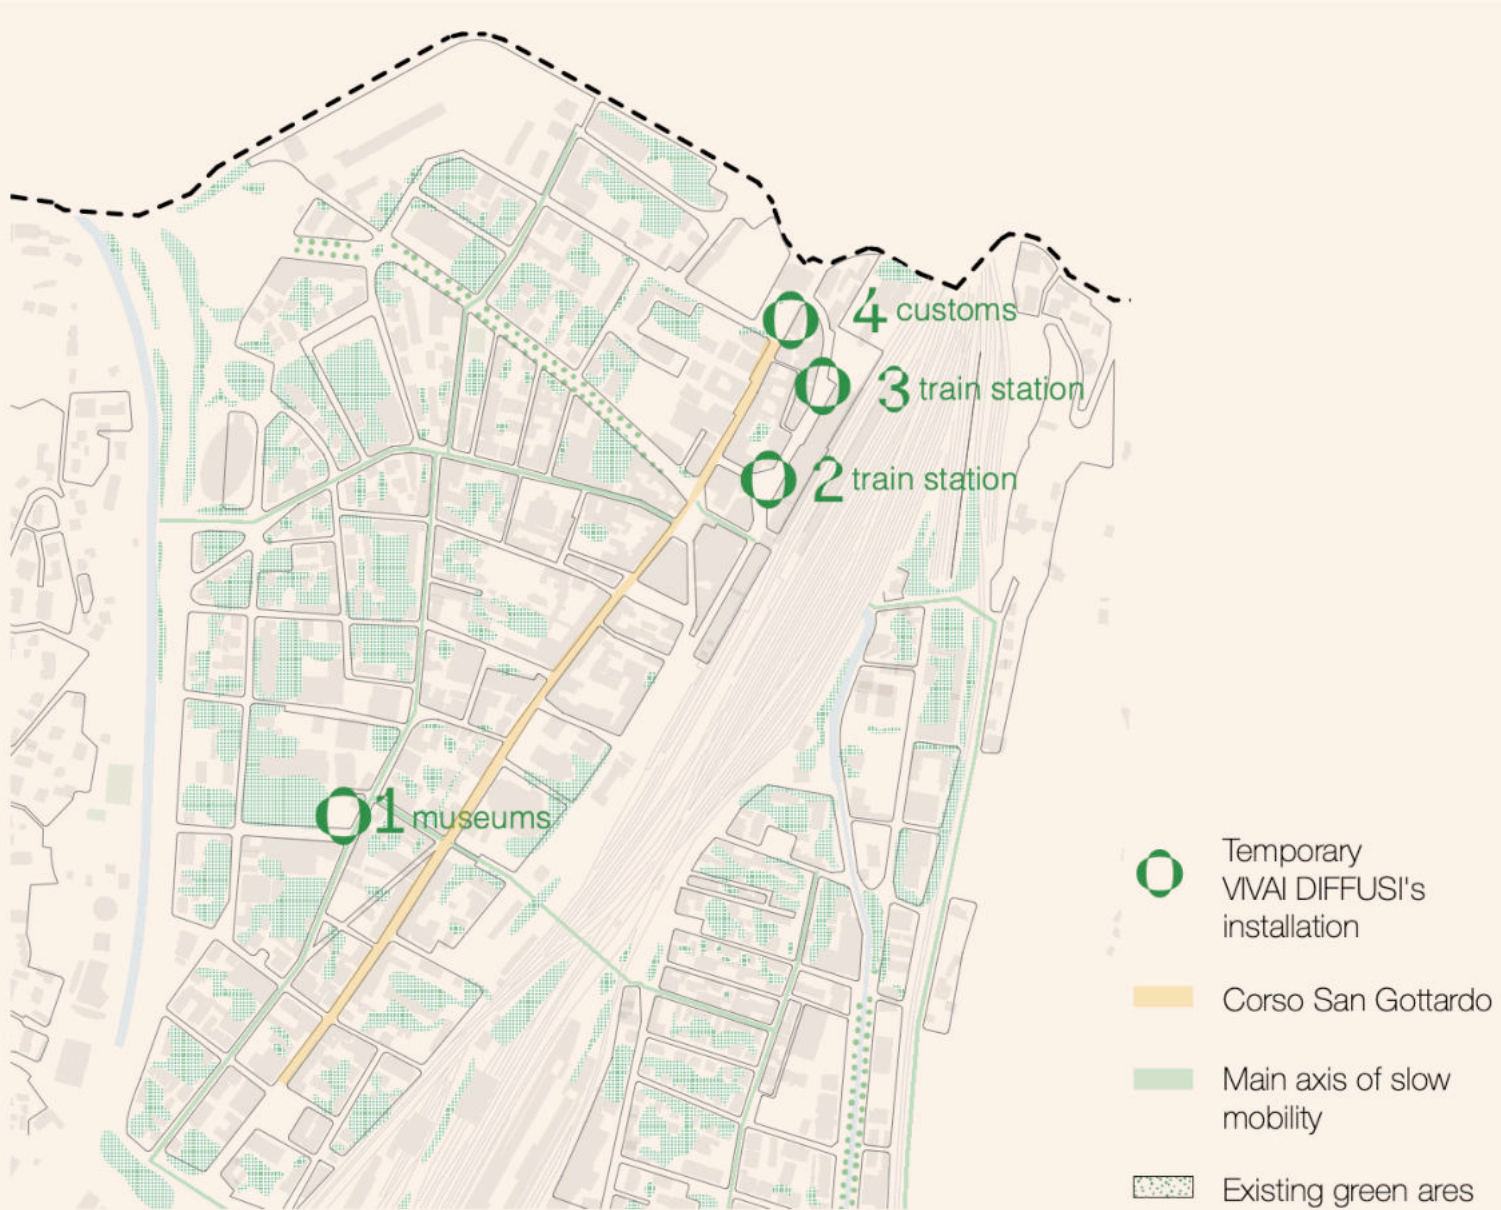 4 customs
3 train station
2 train station
1 museums
Temporary
VIVAI DIFFUSI's
installation
Corso San Gottardo
Main axis of slow
mobility
Existing green ares